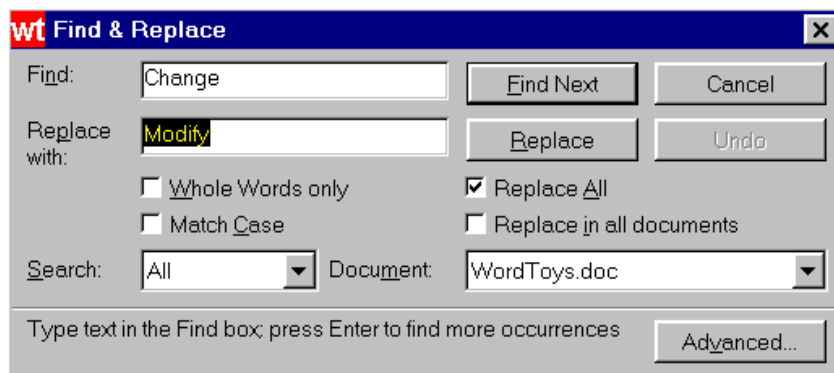 wt Find & Replace
Find: Change Find Next Cancel
Replace with: Modify Replace Undo
Whole Words only Replace All
Match Case Replace in all documents
Search: All Document: WordToys.doc
Type text in the Find box; press Enter to find more occurrences Advanced...